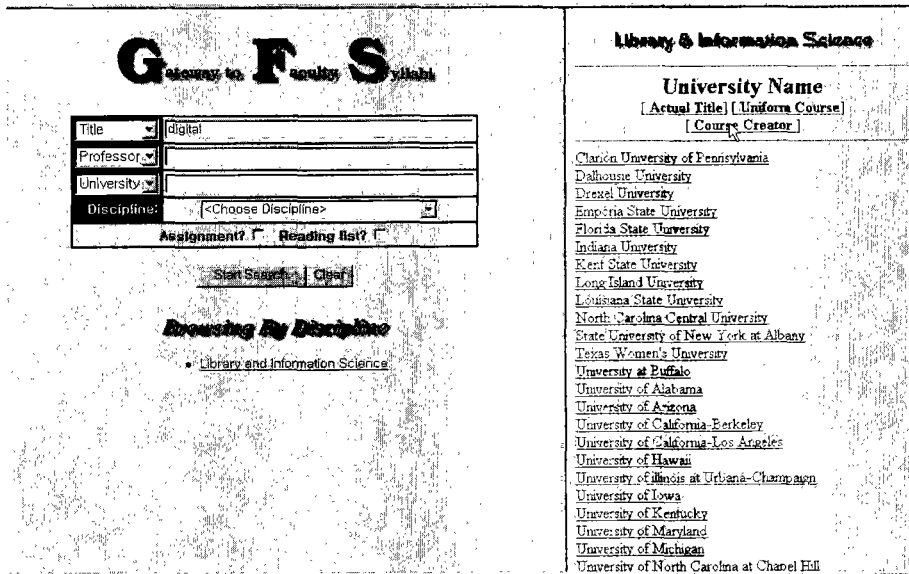 Gateway to Faculty Syllabi
Title digital
Professor
University
Discipline: <Choose Discipline>
Assignment? Reading list?
Start Search Clear
Browsing By Discipline
• Library and Information Science
Library & Information Science
University Name
[ Actual Title] [ Uniform Course]
[ Course Creator ]
Clarion University of Pennsylvania
Dalhousie University
Drexel University
Emporia State University
Florida State University
Indiana University
Kent State University
Long Island University
Louisiana State University
North Carolina Central University
State University of New York at Albany
Texas Women's University
University at Buffalo
University of Alabama
University of Arizona
University of California-Berkeley
University of California-Los Angeles
University of Hawaii
University of illinois at Urbana-Champaign
University of Iowa
University of Kentucky
University of Maryland
University of Michigan
University of North Carolina at Chapel Hill